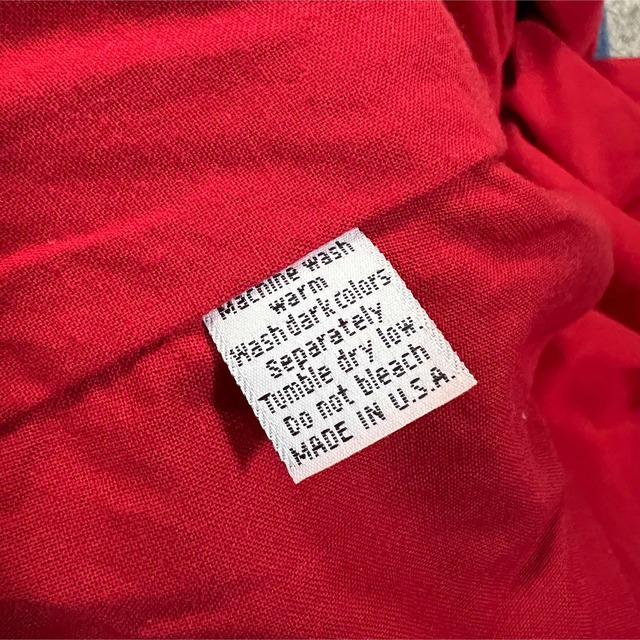 Machine wash
warm
Wash dark colors
separately
Tumble dry low.
Do not bleach
MADE IN U.S.A.